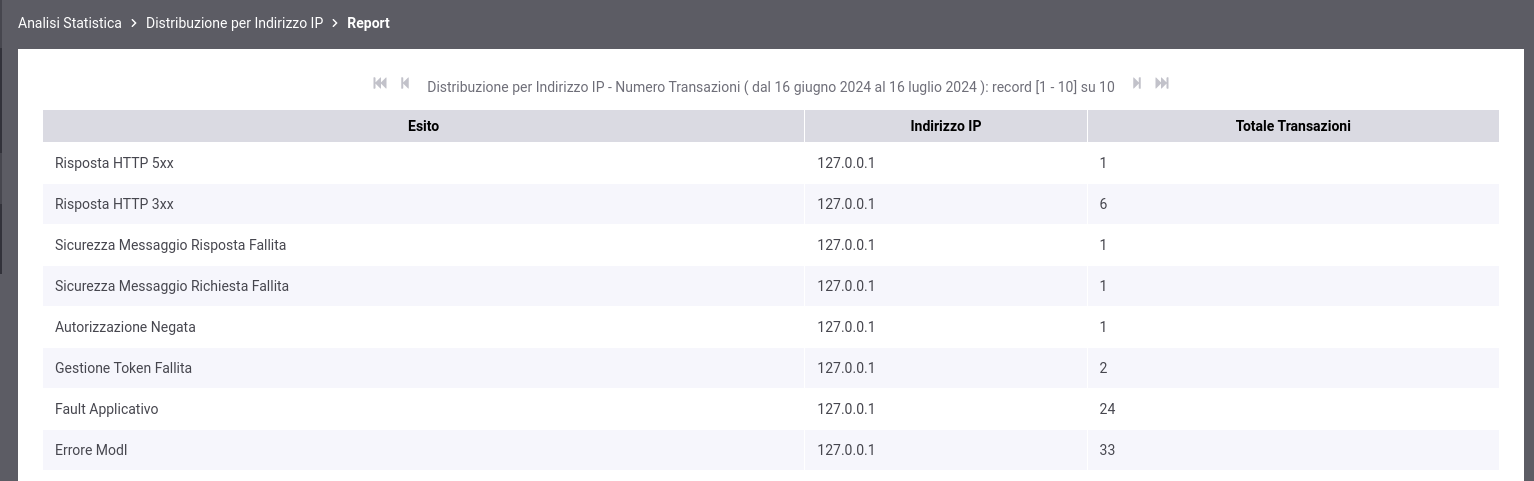 Analisi Statistica > Distribuzione per Indirizzo IP > Report
Distribuzione per Indirizzo IP - Numero Transazioni ( dal 16 giugno 2024 al 16 luglio 2024 ): record [1 - 10] su 10
Esito Indirizzo IP Totale Transazioni
Risposta HTTP 5xx 127.0.0.1 1
Risposta HTTP 3xx 127.0.0.1 6
Sicurezza Messaggio Risposta Fallita 127.0.0.1 1
Sicurezza Messaggio Richiesta Fallita 127.0.0.1 1
Autorizzazione Negata 127.0.0.1 1
Gestione Token Fallita 127.0.0.1 2
Fault Applicativo 127.0.0.1 24
Errore ModI 127.0.0.1 33